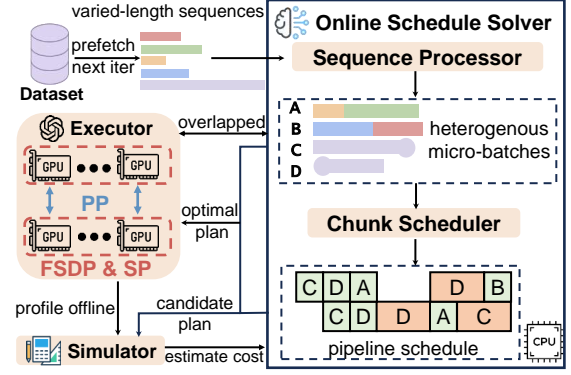 varied-length sequences
prefetch
next iter
Dataset
Online Schedule Solver
Sequence Processor
A
B
C
D
heterogenous
micro-batches
Executor
overlapped
GPU
GPU
PP
GPU
GPU
FSDP & SP
optimal
plan
Chunk Scheduler
C D A D B
C D D A C
pipeline schedule
CPU
profile offline
candidate
plan
Simulator
estimate cost